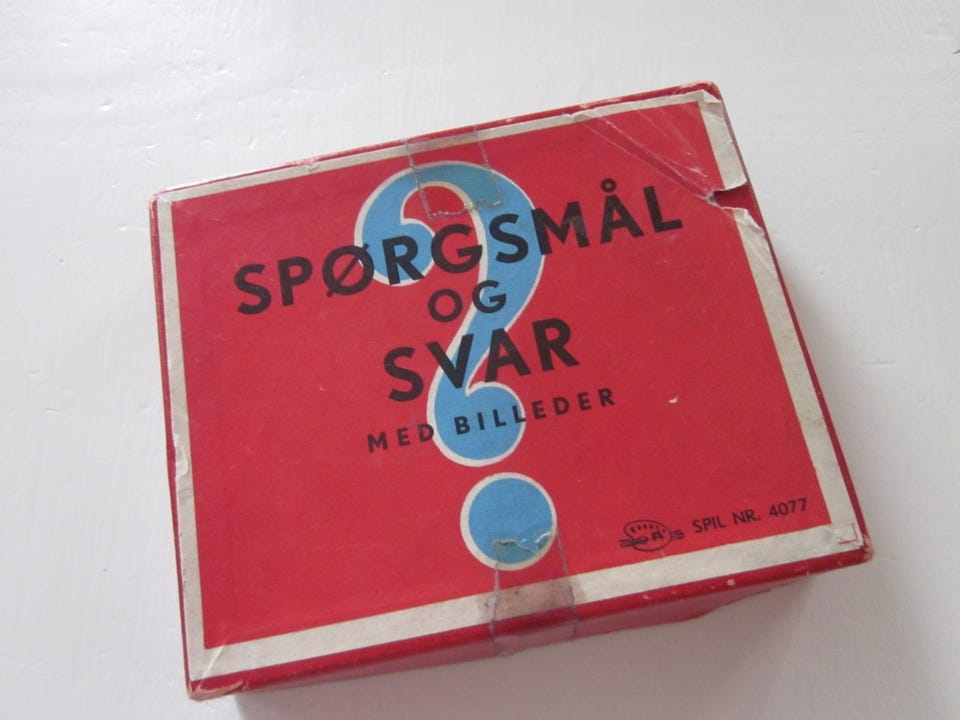 SPØRGSMÅL
OG
SVAR
MED BILLEDER
SPIL NR. 4077